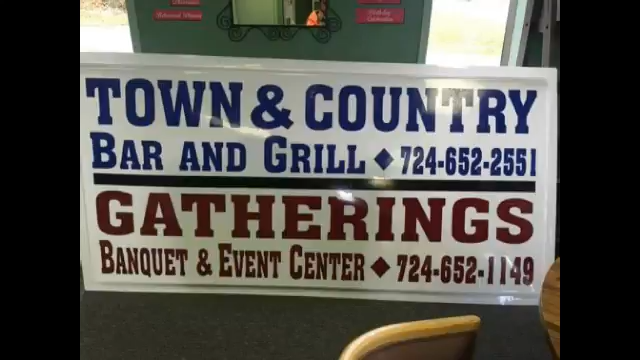 TOWN & COUNTRY
BAR AND GRILL ◆ 724-652-2551
GATHERINGS
BANQUET & EVENT CENTER ◆ 724-652-1149